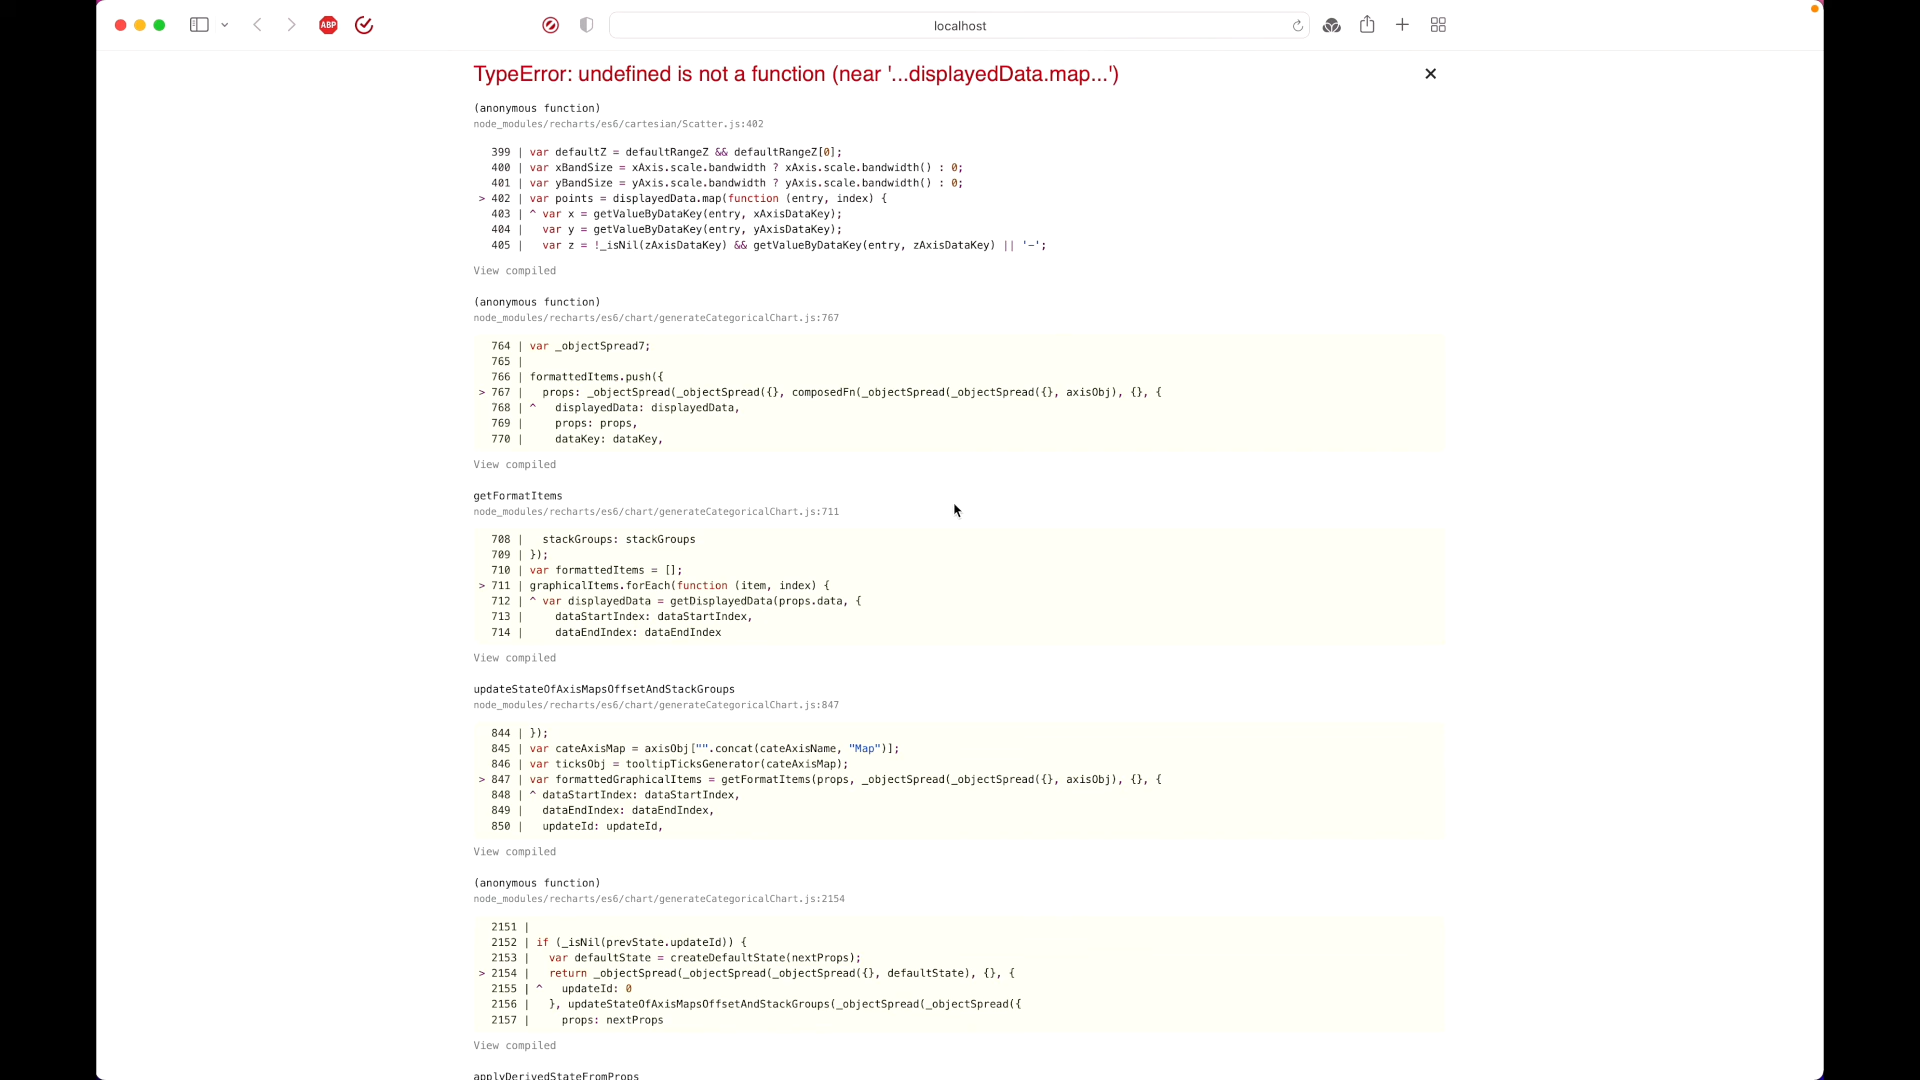 ABP
localhost
TypeError: undefined is not a function (near '...displayedData.map...')
(anonymous function)
node_modules/recharts/es6/cartesian/Scatter.js:402
399 | var defaultZ = defaultRangeZ && defaultRangeZ[0];
400 | var xBandSize = xAxis.scale.bandwidth ? xAxis.scale.bandwidth() : 0;
401 | var yBandSize = yAxis.scale.bandwidth ? yAxis.scale.bandwidth() : 0;
> 402 | var points = displayedData.map(function (entry, index) {
403 | ^ var x = getValueByDataKey(entry, xAxisDataKey);
404 |   var y = getValueByDataKey(entry, yAxisDataKey);
405 |   var z = !_isNil(zAxisDataKey) && getValueByDataKey(entry, zAxisDataKey) || '-';
View compiled
(anonymous function)
node_modules/recharts/es6/chart/generateCategoricalChart.js:767
764 | var _objectSpread7;
765 |
766 | formattedItems.push({
> 767 |   props: _objectSpread(_objectSpread({}, composedFn(_objectSpread(_objectSpread({}, axisObj), {}, {
768 | ^   displayedData: displayedData,
769 |     props: props,
770 |     dataKey: dataKey,
View compiled
getFormatItems
node_modules/recharts/es6/chart/generateCategoricalChart.js:711
708 |   stackGroups: stackGroups
709 | });
710 | var formattedItems = [];
> 711 | graphicalItems.forEach(function (item, index) {
712 | ^ var displayedData = getDisplayedData(props.data, {
713 |     dataStartIndex: dataStartIndex,
714 |     dataEndIndex: dataEndIndex
View compiled
updateStateOfAxisMapsOffsetAndStackGroups
node_modules/recharts/es6/chart/generateCategoricalChart.js:847
844 | });
845 | var cateAxisMap = axisObj["".concat(cateAxisName, "Map")];
846 | var ticksObj = tooltipTicksGenerator(cateAxisMap);
> 847 | var formattedGraphicalItems = getFormatItems(props, _objectSpread(_objectSpread({}, axisObj), {}, {
848 | ^ dataStartIndex: dataStartIndex,
849 |   dataEndIndex: dataEndIndex,
850 |   updateId: updateId,
View compiled
(anonymous function)
node_modules/recharts/es6/chart/generateCategoricalChart.js:2154
2151 |
2152 | if (_isNil(prevState.updateId)) {
2153 |   var defaultState = createDefaultState(nextProps);
> 2154 |   return _objectSpread(_objectSpread(_objectSpread({}, defaultState), {}, {
2155 | ^   updateId: 0
2156 |   }, updateStateOfAxisMapsOffsetAndStackGroups(_objectSpread(_objectSpread({
2157 |     props: nextProps
View compiled
applyDerivedStateFromProps